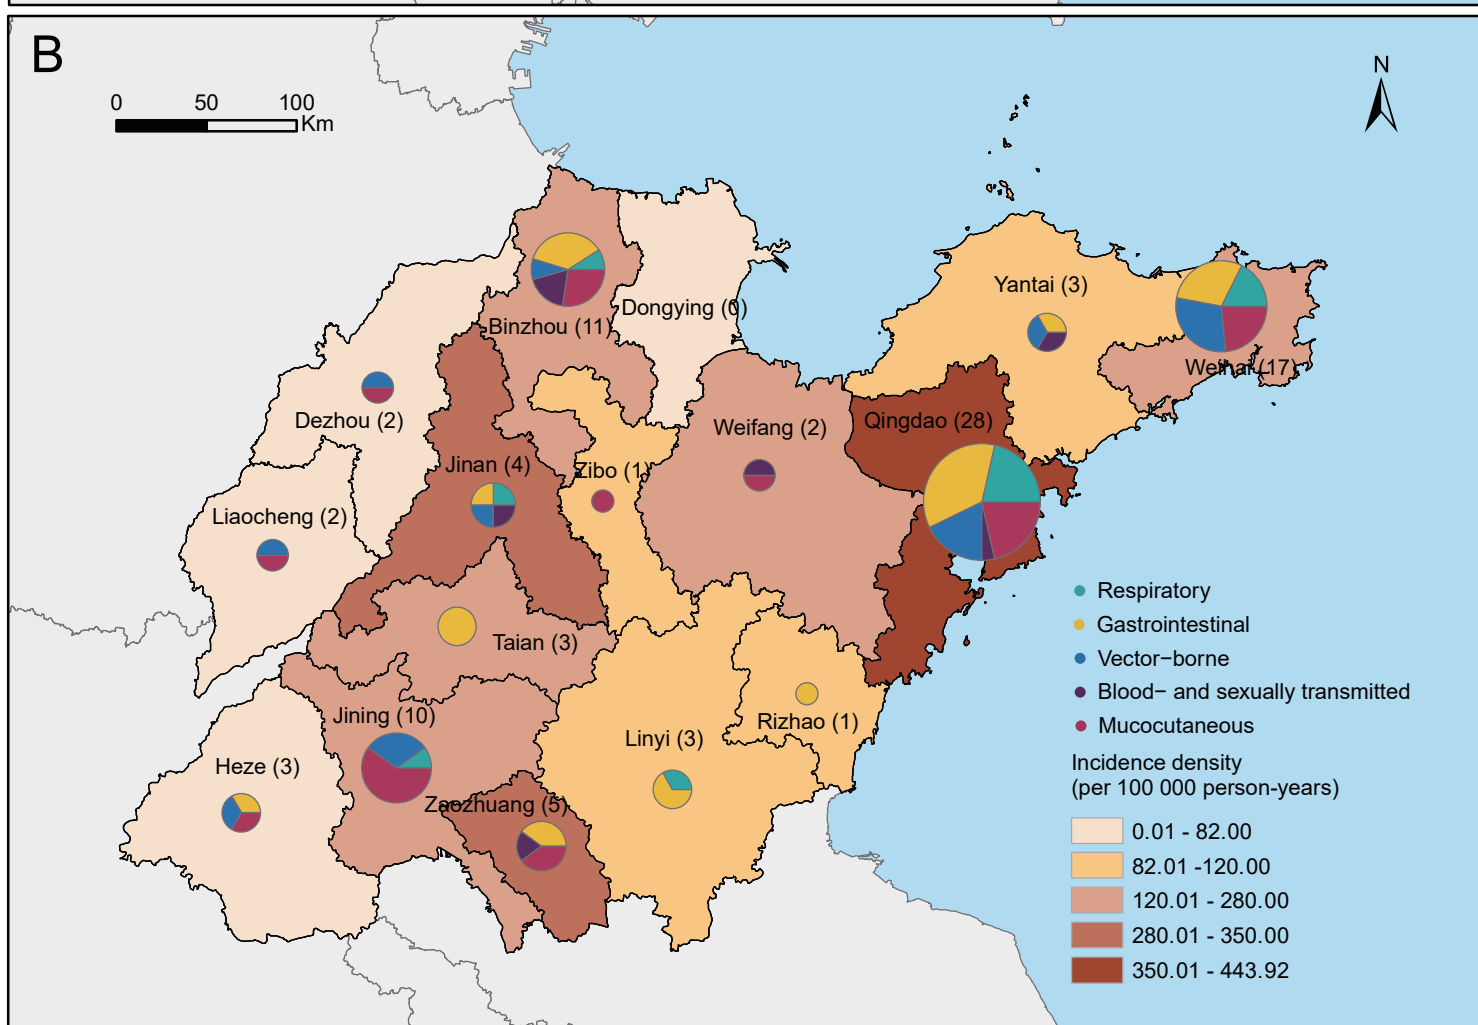 B
N
0 50 100
Km
Yantai (3)
Dongying (0)
Binzhou (11)
Weihai (17)
Dezhou (2)
Qingdao (28)
Weifang (2)
Jinan (4)
Zibo (1)
Liaocheng (2)
Taian (3)
Jining (10)
Rizhao (1)
Linyi (3)
Heze (3)
Zaozhuang (5)
Respiratory
Gastrointestinal
Vector−borne
Blood− and sexually transmitted
Mucocutaneous
Incidence density
(per 100 000 person-years)
0.01 - 82.00
82.01 -120.00
120.01 - 280.00
280.01 - 350.00
350.01 - 443.92